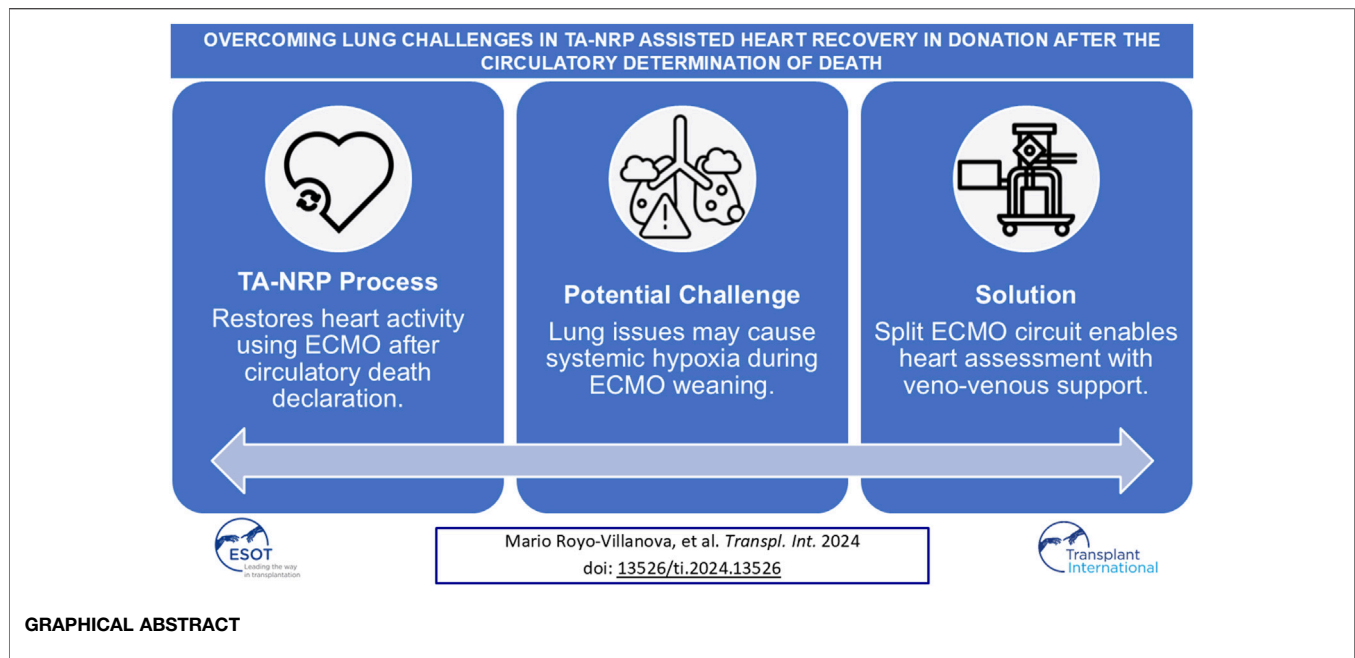 OVERCOMING LUNG CHALLENGES IN TA-NRP ASSISTED HEART RECOVERY IN DONATION AFTER THE
CIRCULATORY DETERMINATION OF DEATH
TA-NRP Process
Restores heart activity
using ECMO after
circulatory death
declaration.
Potential Challenge
Lung issues may cause
systemic hypoxia during
ECMO weaning.
Solution
Split ECMO circuit enables
heart assessment with
veno-venous support.
ESOT
Leading the way
in transplantation
Mario Royo-Villanova, et al. Transpl. Int. 2024
doi: 13526/ti.2024.13526
Transplant
International
GRAPHICAL ABSTRACT